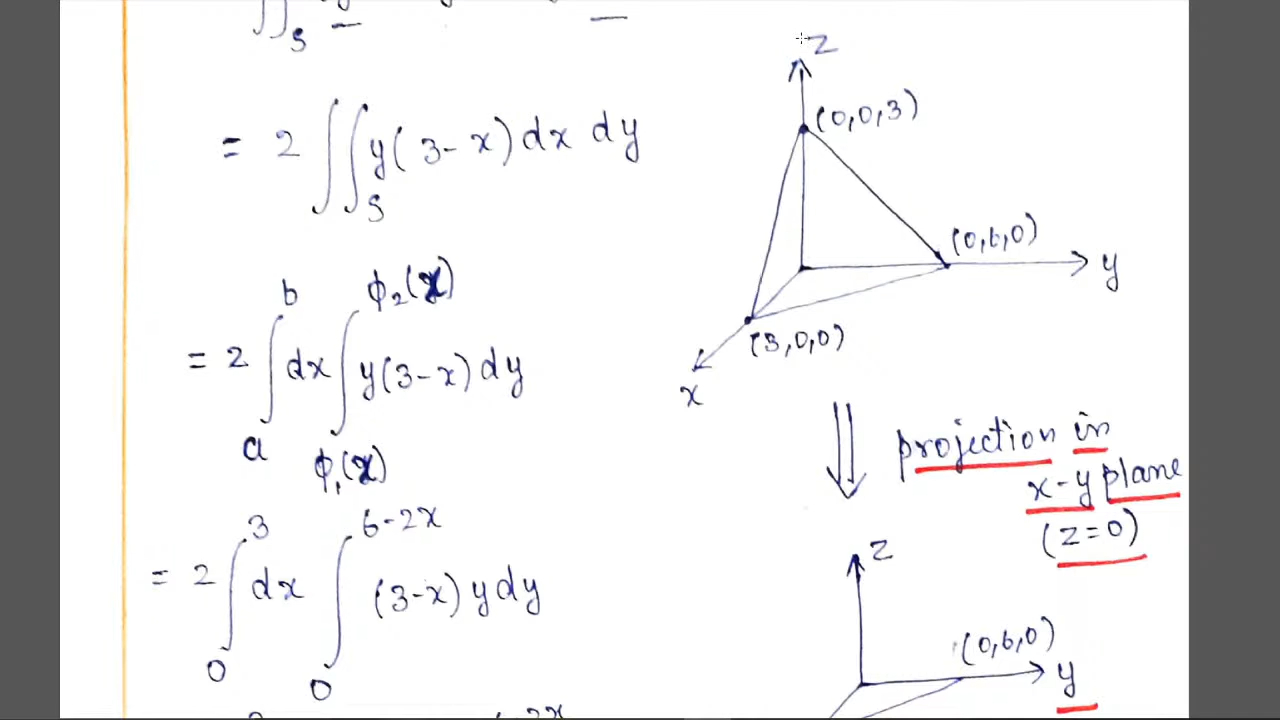 ∬_S
= 2 ∫∫_S y(3-x) dx dy
= 2 ∫_a^b dx ∫_{ϕ₁(x)}^{ϕ₂(x)} y(3-x) dy
= 2 ∫_0^3 dx ∫_0^{6-2x} (3-x) y dy
z
(0,0,3)
(0,6,0)
y
(3,0,0)
x
projection in
x-y plane
(z=0)
z
(0,6,0)
y